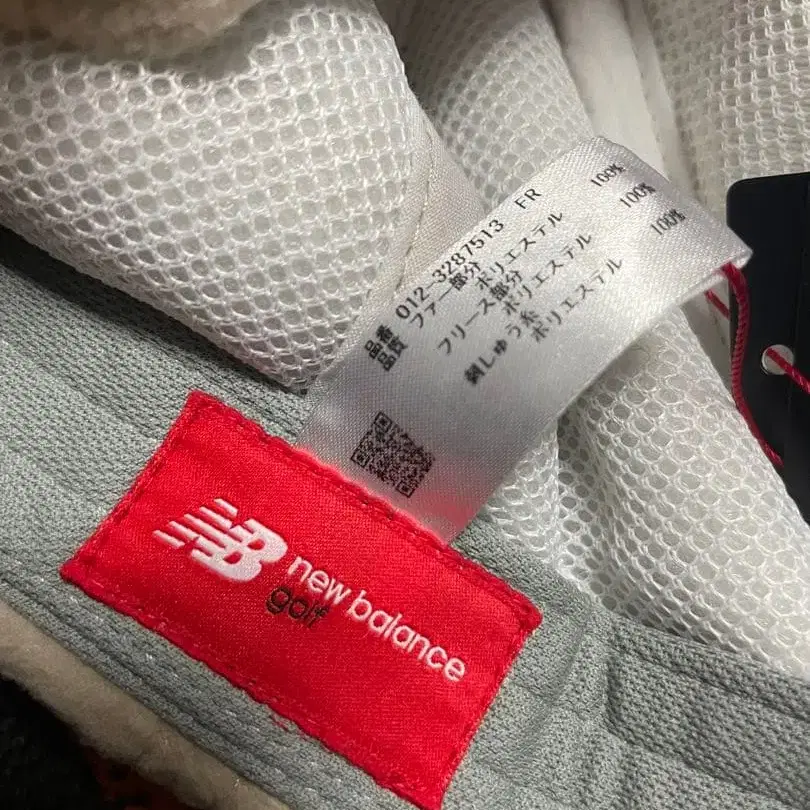 品番 012-3287513 FR
品質 ファー部分
ポリエステル 100%
フリース部分
ポリエステル 100%
刺しゅう糸
ポリエステル 100%
NB new balance
golf